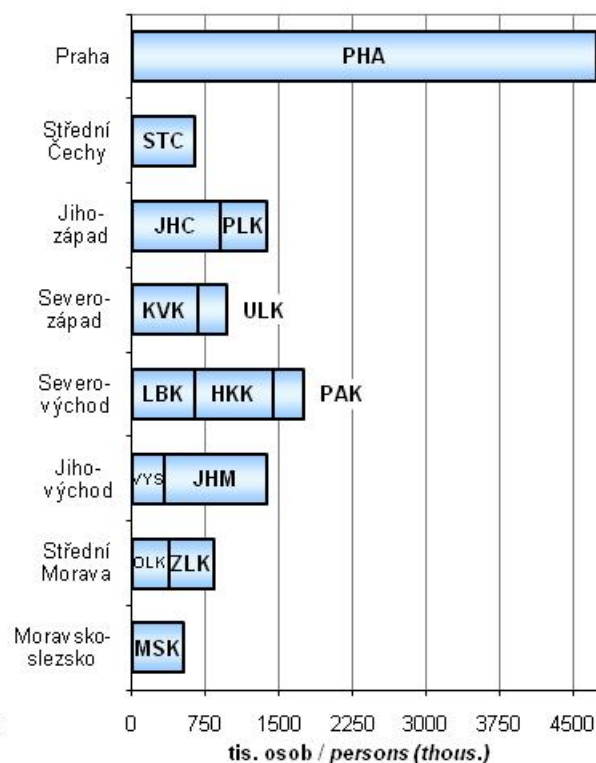 Praha
PHA
Střední
Čechy
STC
Jiho-
západ
JHC PLK
Severo-
západ
KVK ULK
Severo-
východ
LBK HKK PAK
Jiho-
východ
VYS JHM
Střední
Morava
OLK ZLK
Moravsko-
slezsko
MSK
0 750 1500 2250 3000 3750 4500
tis. osob / persons (thous.)